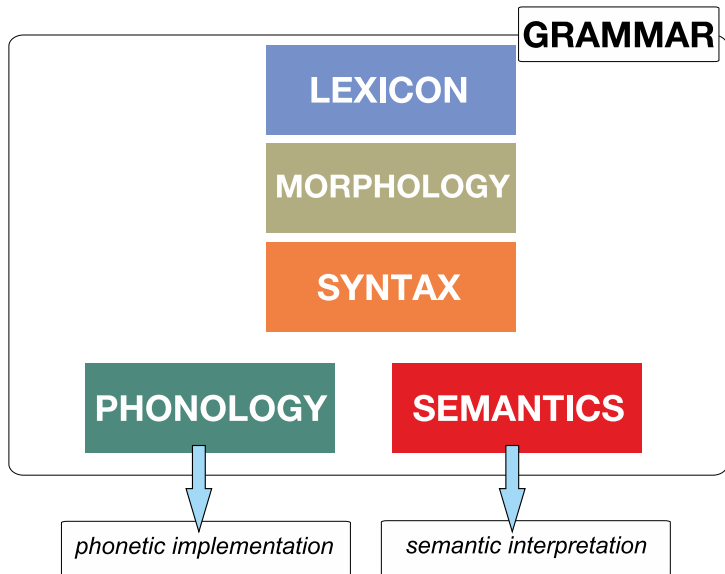 GRAMMAR
LEXICON
MORPHOLOGY
SYNTAX
PHONOLOGY
SEMANTICS
phonetic implementation
semantic interpretation